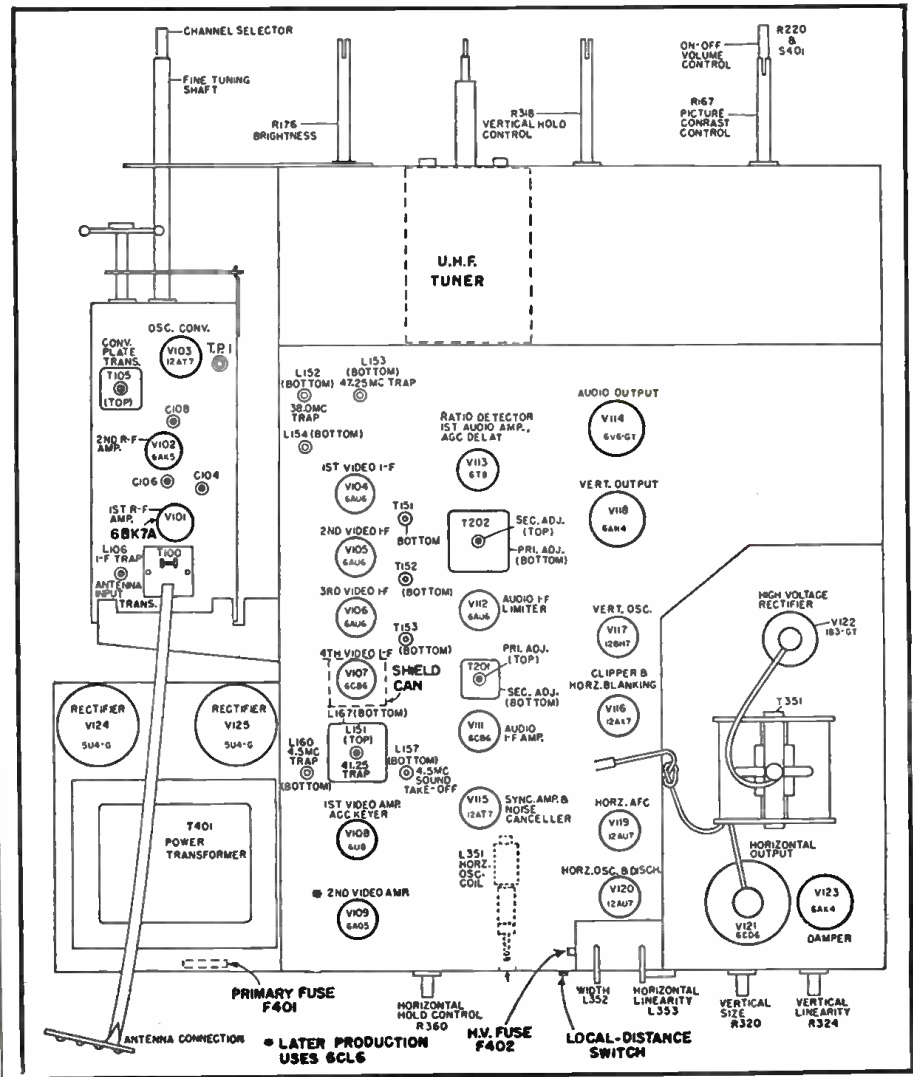 CHANNEL SELECTOR
FINE TUNING
SHAFT
R176
BRIGHTNESS
R318
VERTICAL HOLD
CONTROL
ON-OFF
VOLUME
CONTROL
R220
&
S401
R167
PICTURE
CONRAST
CONTROL
U.H.F.
TUNER
OSC. CONV.
V103
12AT7
T.P. 1
CONV.
PLATE
TRANS.
T105
(TOP)
C108
2ND R-F
AMP.
V102
6AK5
C106
C104
1ST R-F
AMP.
6BK7A
V101
L106
I-F TRAP
T100
ANTENNA
INPUT
TRANS.
L152
(BOTTOM)
38.0MC
TRAP
L153
(BOTTOM)
47.25 MC TRAP
L154 (BOTTOM)
1ST VIDEO I-F
V104
6AU6
2ND VIDEO I-F
V105
6AU6
3RD VIDEO I-F
V106
6AU6
4TH VIDEO I-F
V107
6CB6
SHIELD
CAN
T151
BOTTOM
T152
(BOTTOM)
T153
(BOTTOM)
L167 (BOTTOM)
L151
(TOP)
41.25
TRAP
L160
4.5MC
TRAP
(BOTTOM)
L157
(BOTTOM)
4.5MC
SOUND
TAKE-OFF
1ST VIDEO AMP.
AGC KEYER
V108
6U8
* 2ND VIDEO AMP.
V109
6AQ5
RATIO DETECTOR
1ST AUDIO AMP.,
AGC DELAY
V113
6T8
T202
SEC. ADJ.
(TOP)
PRI. ADJ.
(BOTTOM)
V112
6AU6
AUDIO I-F
LIMITER
T201
PRI. ADJ.
(TOP)
SEC. ADJ.
(BOTTOM)
V111
6CB6
AUDIO
I-F AMP.
V115
12AT7
SYNC. AMP. &
NOISE
CANCELLER
L351
HORZ.
OSC.
COIL
AUDIO OUTPUT
V114
6V6-GT
VERT. OUTPUT
V118
6AH4
VERT. OSC.
V117
12BH7
CLIPPER &
HORZ. BLANKING
V116
12AX7
HORZ. AFC
V119
12AU7
HORZ. OSC. & DISCH.
V120
12AU7
HIGH VOLTAGE
RECTIFIER
V122
1B3-GT
T351
HORIZONTAL
OUTPUT
V121
6CD6
V123
6AX4
DAMPER
RECTIFIER
V124
5U4-G
RECTIFIER
V125
5U4-G
T401
POWER
TRANSFORMER
PRIMARY FUSE
F401
ANTENNA CONNECTION
HORIZONTAL
HOLD CONTROL
R360
H.V. FUSE
F402
WIDTH
L352
HORIZONTAL
LINEARITY
L353
LOCAL-DISTANCE
SWITCH
VERTICAL
SIZE
R320
VERTICAL
LINEARITY
R324
* LATER PRODUCTION
USES 6CL6